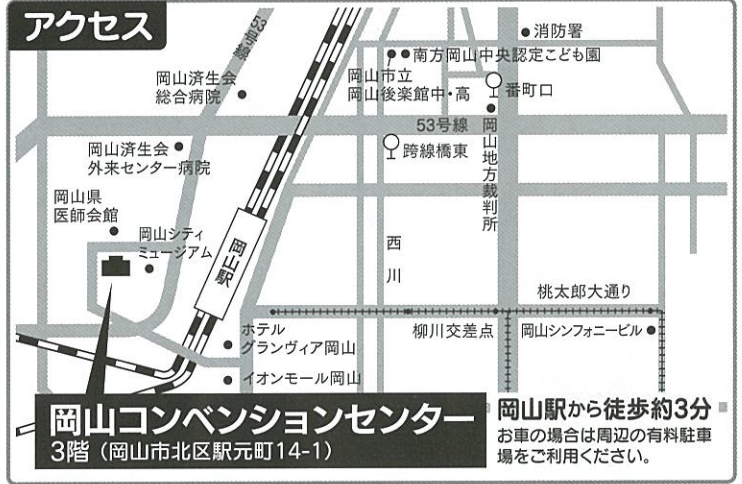 アクセス
53号線
消防署
南方岡山中央認定こども園
岡山市立
岡山後楽館中・高
番町口
岡山済生会
総合病院
53号線
岡山地方裁判所
跨線橋東
岡山済生会
外来センター病院
岡山県
医師会館
岡山シティ
ミュージアム
岡山駅
西川
桃太郎大通り
ホテル
グランヴィア岡山
柳川交差点
岡山シンフォニービル
イオンモール岡山
岡山コンベンションセンター
3階（岡山市北区駅元町14-1）
岡山駅から徒歩約3分
お車の場合は周辺の有料駐車
場をご利用ください。